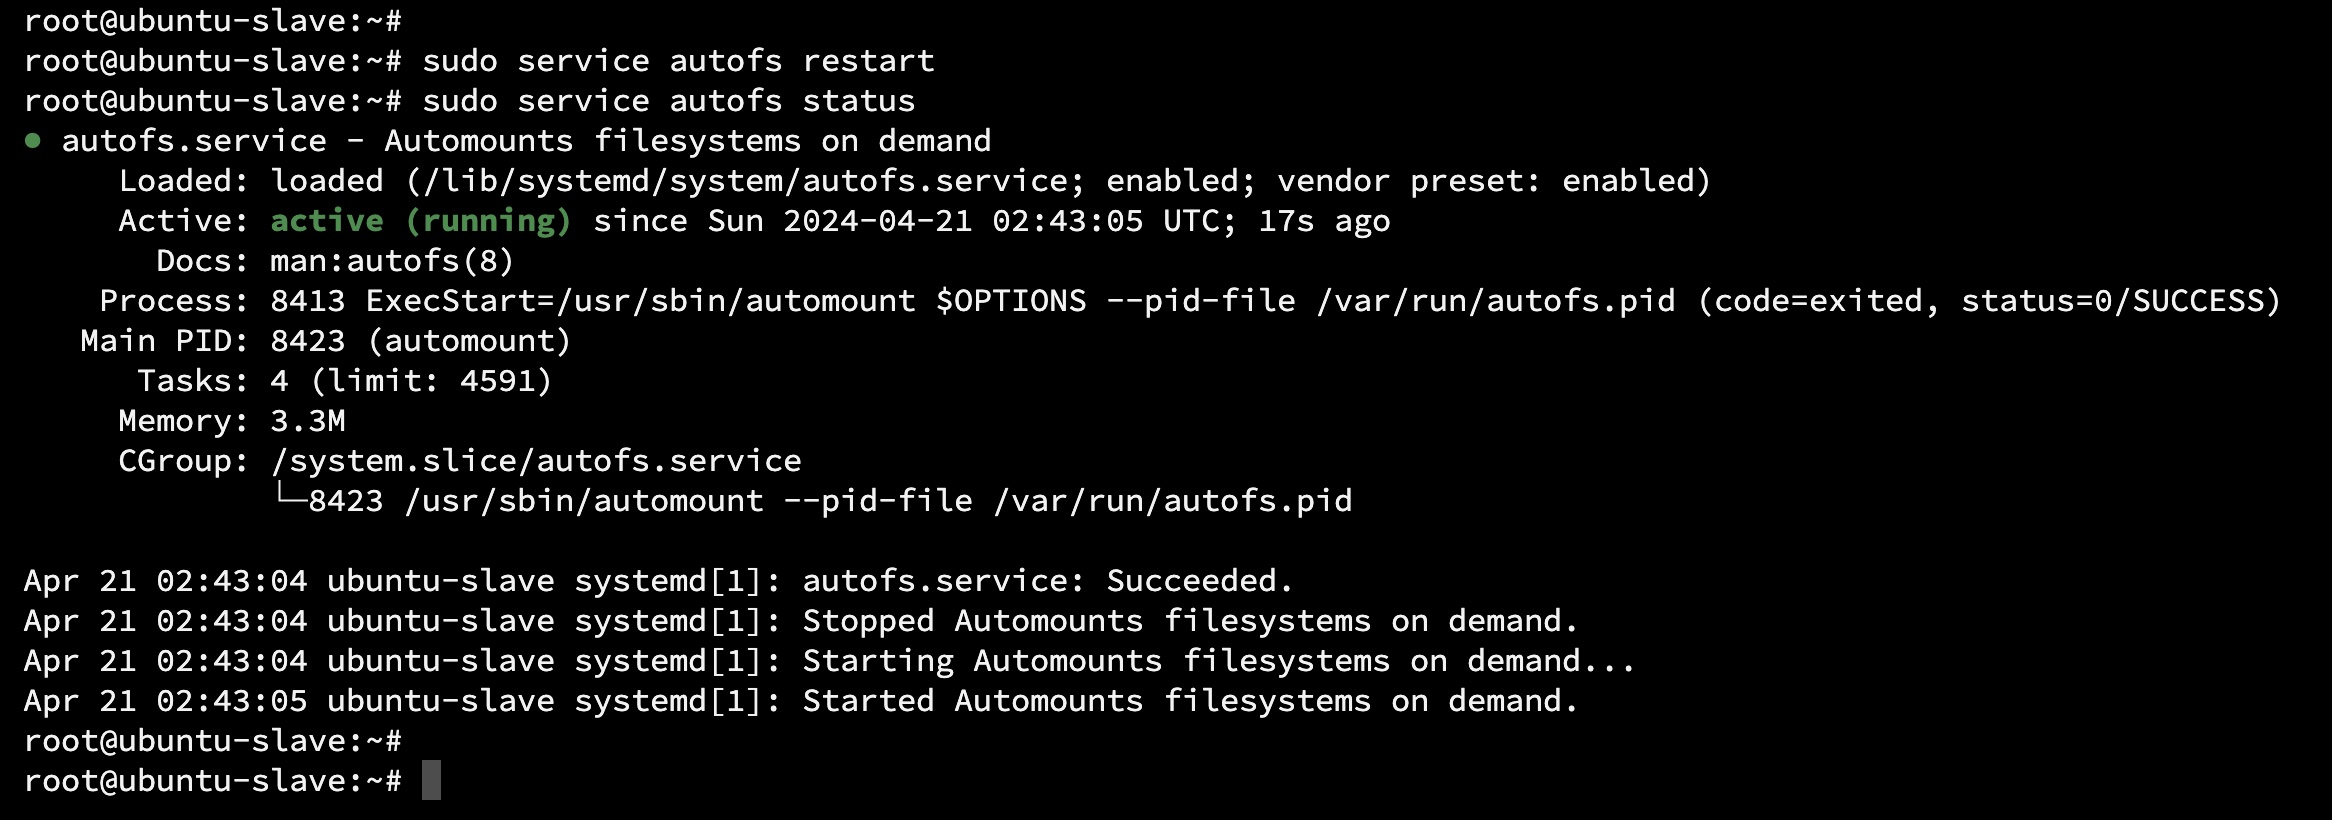 root@ubuntu-slave:~#
root@ubuntu-slave:~# sudo service autofs restart
root@ubuntu-slave:~# sudo service autofs status
● autofs.service - Automounts filesystems on demand
     Loaded: loaded (/lib/systemd/system/autofs.service; enabled; vendor preset: enabled)
     Active: active (running) since Sun 2024-04-21 02:43:05 UTC; 17s ago
       Docs: man:autofs(8)
    Process: 8413 ExecStart=/usr/sbin/automount $OPTIONS --pid-file /var/run/autofs.pid (code=exited, status=0/SUCCESS)
   Main PID: 8423 (automount)
      Tasks: 4 (limit: 4591)
     Memory: 3.3M
     CGroup: /system.slice/autofs.service
             └─8423 /usr/sbin/automount --pid-file /var/run/autofs.pid

Apr 21 02:43:04 ubuntu-slave systemd[1]: autofs.service: Succeeded.
Apr 21 02:43:04 ubuntu-slave systemd[1]: Stopped Automounts filesystems on demand.
Apr 21 02:43:04 ubuntu-slave systemd[1]: Starting Automounts filesystems on demand...
Apr 21 02:43:05 ubuntu-slave systemd[1]: Started Automounts filesystems on demand.
root@ubuntu-slave:~#
root@ubuntu-slave:~#